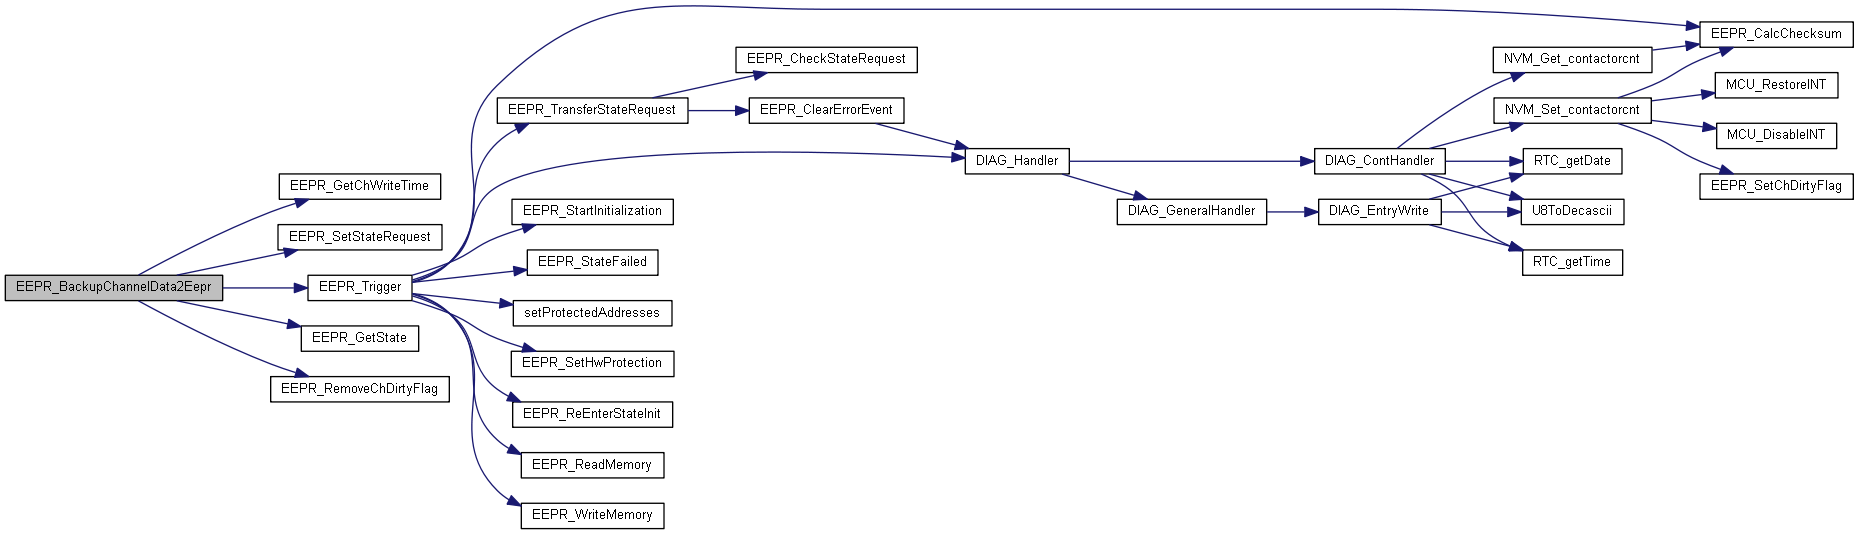 EEPR_BackupChannelData2Eepr
EEPR_GetChWriteTime
EEPR_SetStateRequest
EEPR_Trigger
EEPR_GetState
EEPR_RemoveChDirtyFlag
EEPR_TransferStateRequest
EEPR_StartInitialization
EEPR_StateFailed
setProtectedAddresses
EEPR_SetHwProtection
EEPR_ReEnterStateInit
EEPR_ReadMemory
EEPR_WriteMemory
EEPR_CheckStateRequest
EEPR_ClearErrorEvent
DIAG_Handler
DIAG_GeneralHandler
DIAG_ContHandler
DIAG_EntryWrite
NVM_Get_contactorcnt
NVM_Set_contactorcnt
RTC_getDate
U8ToDecascii
RTC_getTime
EEPR_CalcChecksum
MCU_RestoreINT
MCU_DisableINT
EEPR_SetChDirtyFlag